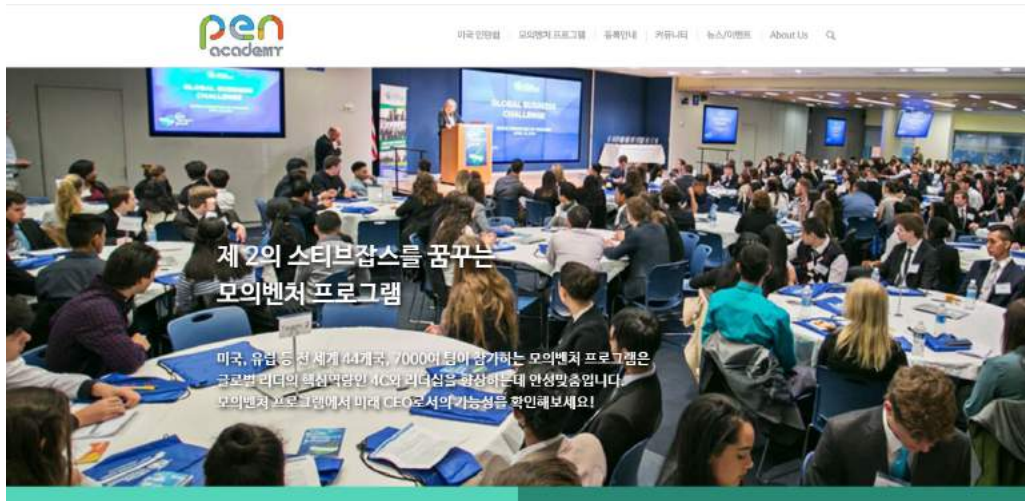 pen
academy
미국 인턴쉽 모의벤처 프로그램 등록안내 커뮤니티 뉴스/이벤트 About Us
GLOBAL BUSINESS
CHALLENGE
GLOBAL BUSINESS
CHALLENGE
제 2의 스티브잡스를 꿈꾸는
모의벤처 프로그램
미국, 유럽 등 전 세계 44개국, 7000여 팀이 참가하는 모의벤처 프로그램은
글로벌 리더의 핵심역량인 4C와 리더십을 향상하는데 안성맞춤입니다.
모의벤처 프로그램에서 미래 CEO로서의 가능성을 확인해보세요!